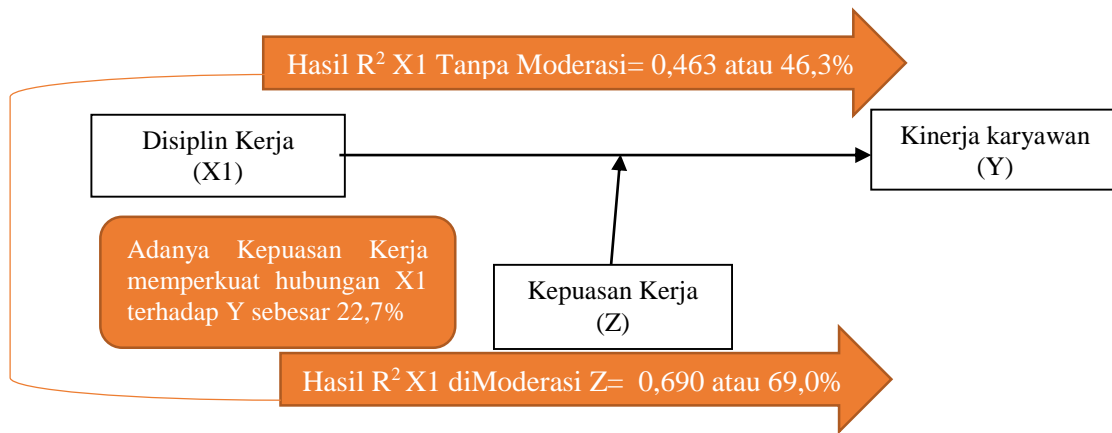 Hasil R² X1 Tanpa Moderasi= 0,463 atau 46,3%
Disiplin Kerja
(X1)
Kinerja karyawan
(Y)
Adanya Kepuasan Kerja
memperkuat hubungan X1
terhadap Y sebesar 22,7%
Kepuasan Kerja
(Z)
Hasil R² X1 diModerasi Z= 0,690 atau 69,0%